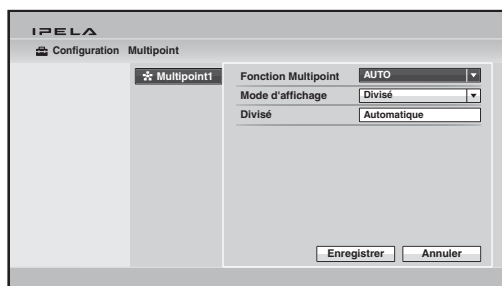 IPELA
Configuration Multipoint
Multipoint1
Fonction Multipoint AUTO
Mode d'affichage Divisé
Divisé Automatique
Enregistrer Annuler